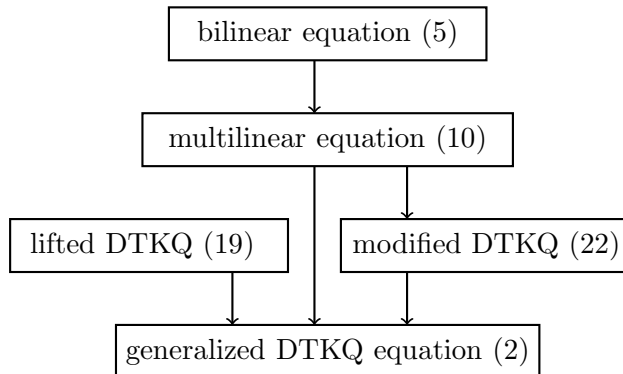 bilinear equation (5)
multilinear equation (10)
lifted DTKQ (19)
modified DTKQ (22)
generalized DTKQ equation (2)